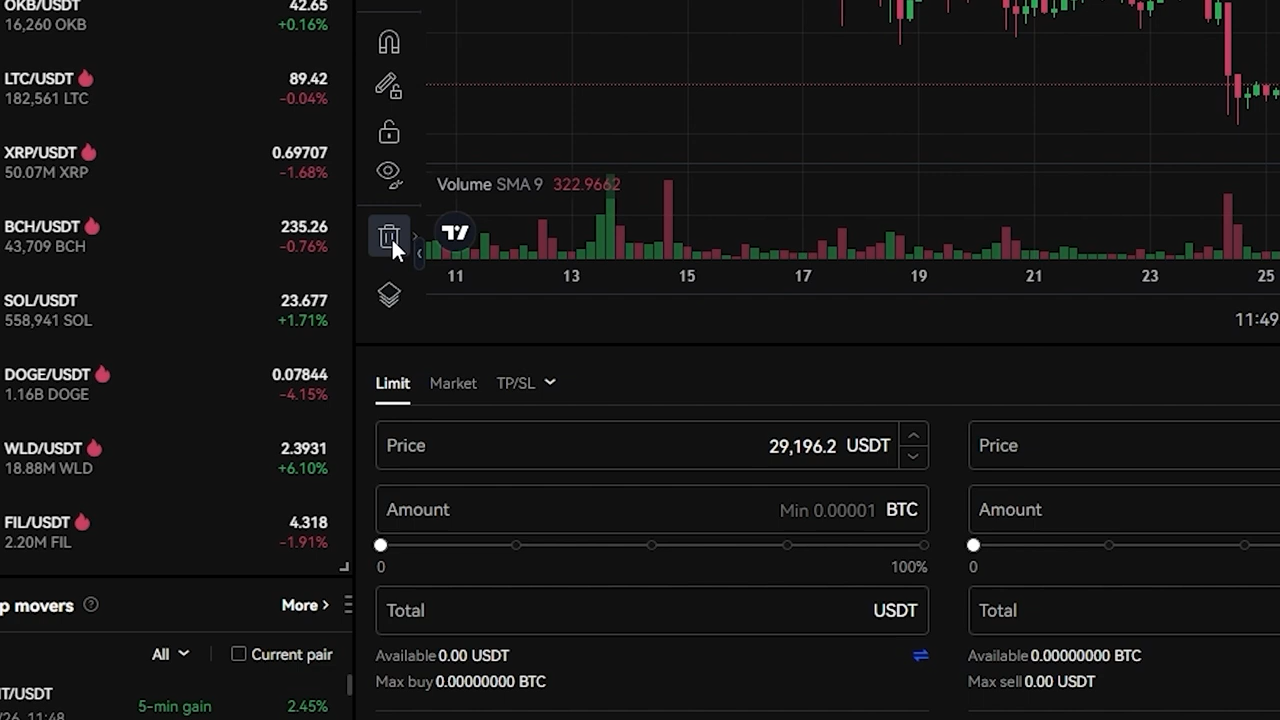 OKB/USDT 42.65
16,260 OKB +0.16%
LTC/USDT 89.42
182,561 LTC -0.04%
XRP/USDT 0.69707
50.07M XRP -1.68%
BCH/USDT 235.26
43,709 BCH -0.76%
SOL/USDT 23.677
558,941 SOL +1.71%
DOGE/USDT 0.07844
1.16B DOGE -4.15%
WLD/USDT 2.3931
18.88M WLD +6.10%
FIL/USDT 4.318
2.20M FIL -1.91%
p movers More >
All Current pair
T/USDT
5-min gain 2.45%
/26, 11:48
Volume SMA 9 322.9662
11 13 15 17 19 21 23 25
11:49
Limit Market TP/SL
Price 29,196.2 USDT
Amount Min 0.00001 BTC
0 100%
Total USDT
Available 0.00 USDT
Max buy 0.00000000 BTC
Price
Amount
0
Total
Available 0.00000000 BTC
Max sell 0.00 USDT